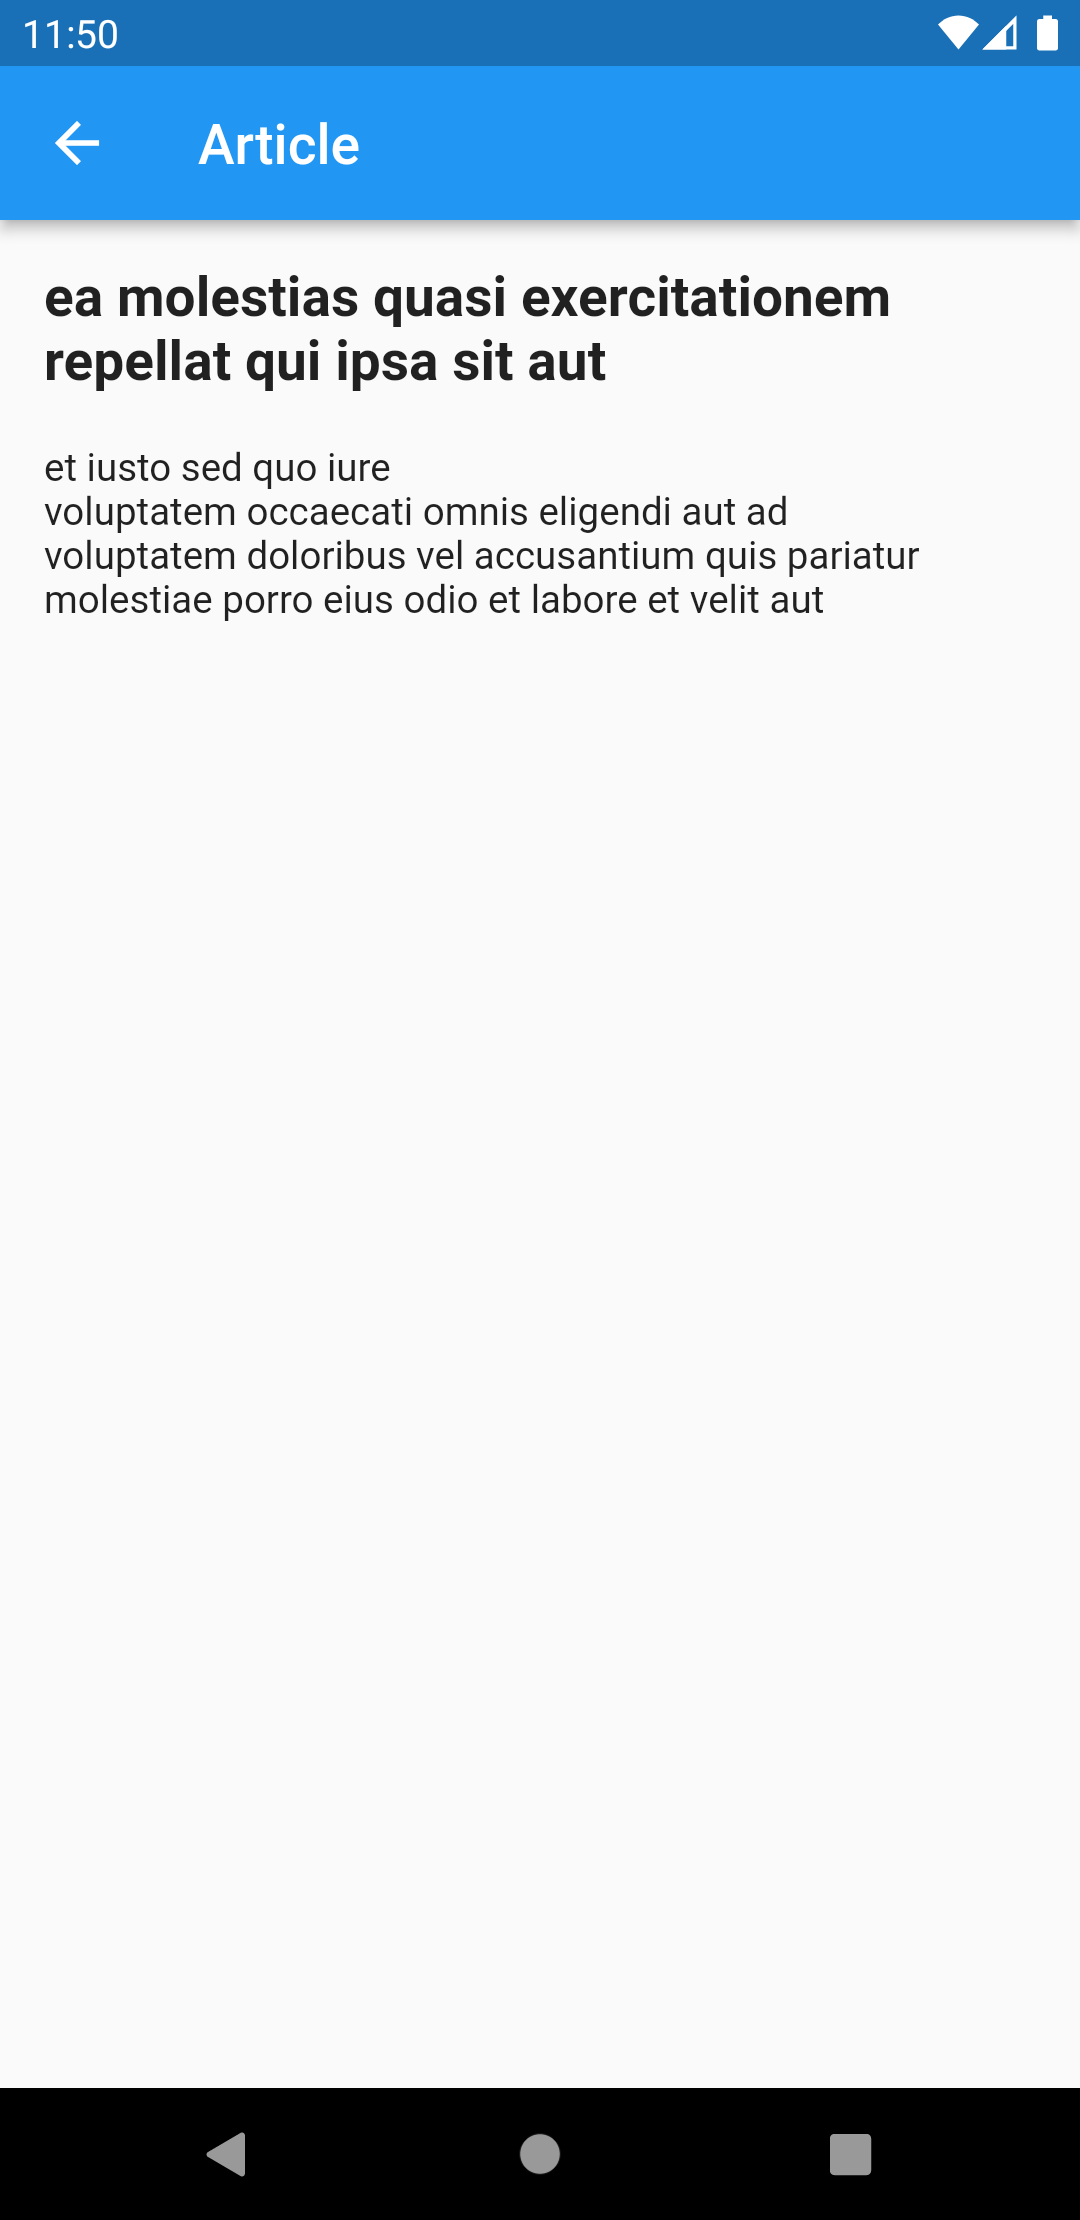 11:50
Article
ea molestias quasi exercitationem
repellat qui ipsa sit aut
et iusto sed quo iure
voluptatem occaecati omnis eligendi aut ad
voluptatem doloribus vel accusantium quis pariatur
molestiae porro eius odio et labore et velit aut